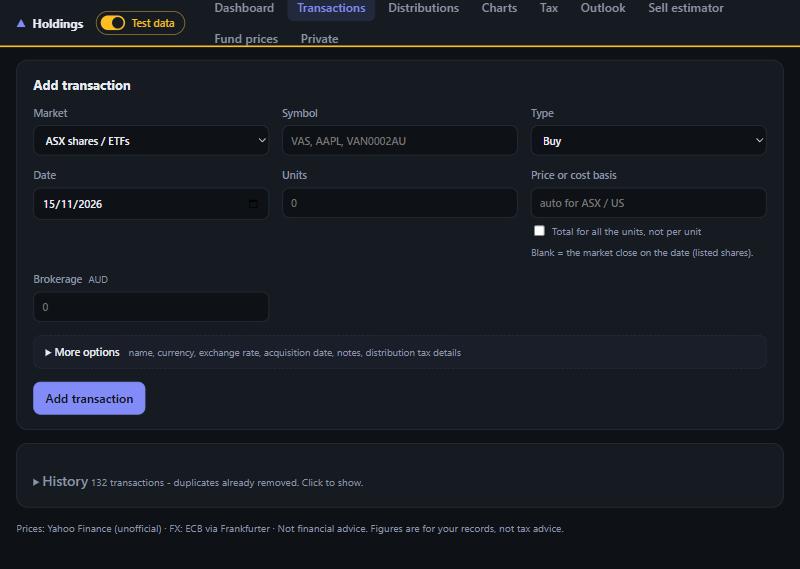 ▲ Holdings Test data Dashboard Transactions Distributions Charts Tax Outlook Sell estimator
Fund prices Private
Add transaction
Market Symbol Type
ASX shares / ETFs VAS, AAPL, VAN0002AU Buy
Date Units Price or cost basis
15/11/2026 0 auto for ASX / US
Total for all the units, not per unit
Blank = the market close on the date (listed shares).
Brokerage AUD
0
▸ More options name, currency, exchange rate, acquisition date, notes, distribution tax details
Add transaction
▸ History 132 transactions - duplicates already removed. Click to show.
Prices: Yahoo Finance (unofficial) · FX: ECB via Frankfurter · Not financial advice. Figures are for your records, not tax advice.